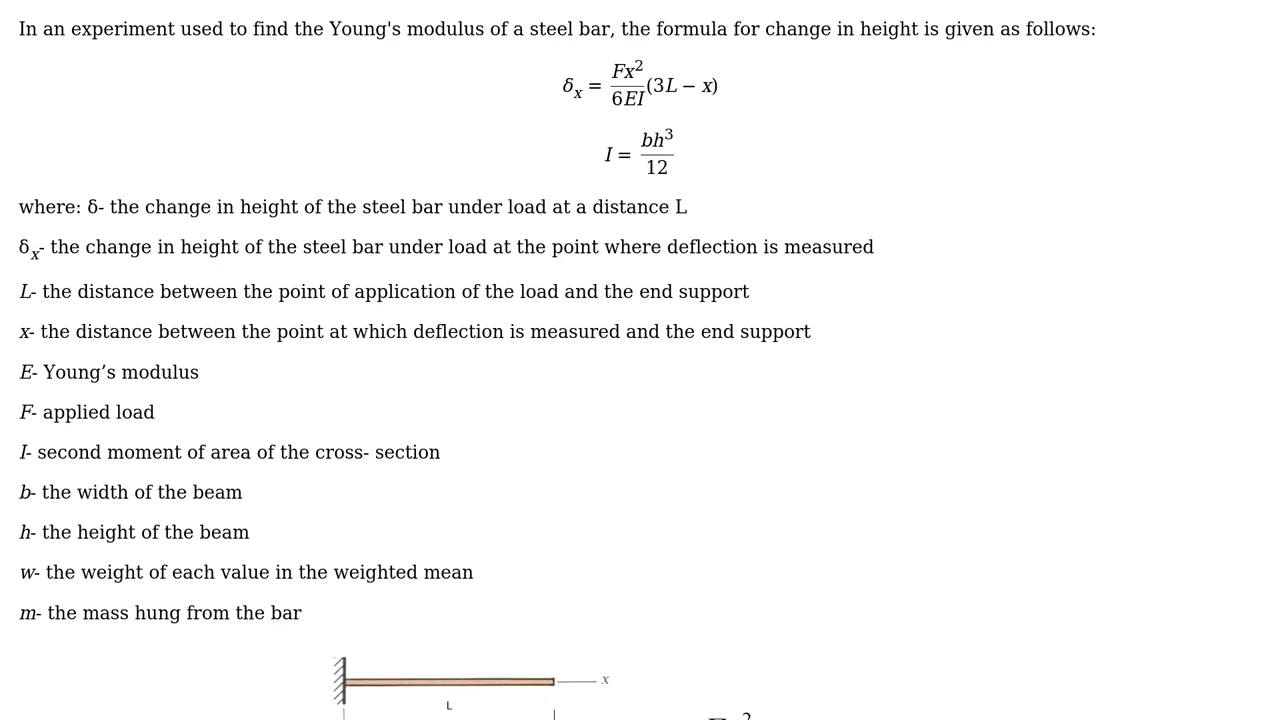 In an experiment used to find the Young's modulus of a steel bar, the formula for change in height is given as follows:
δₓ = Fx²/6EI (3L − x)
I = bh³/12
where: δ- the change in height of the steel bar under load at a distance L
δₓ- the change in height of the steel bar under load at the point where deflection is measured
L- the distance between the point of application of the load and the end support
x- the distance between the point at which deflection is measured and the end support
E- Young’s modulus
F- applied load
I- second moment of area of the cross- section
b- the width of the beam
h- the height of the beam
w- the weight of each value in the weighted mean
m- the mass hung from the bar
x
L